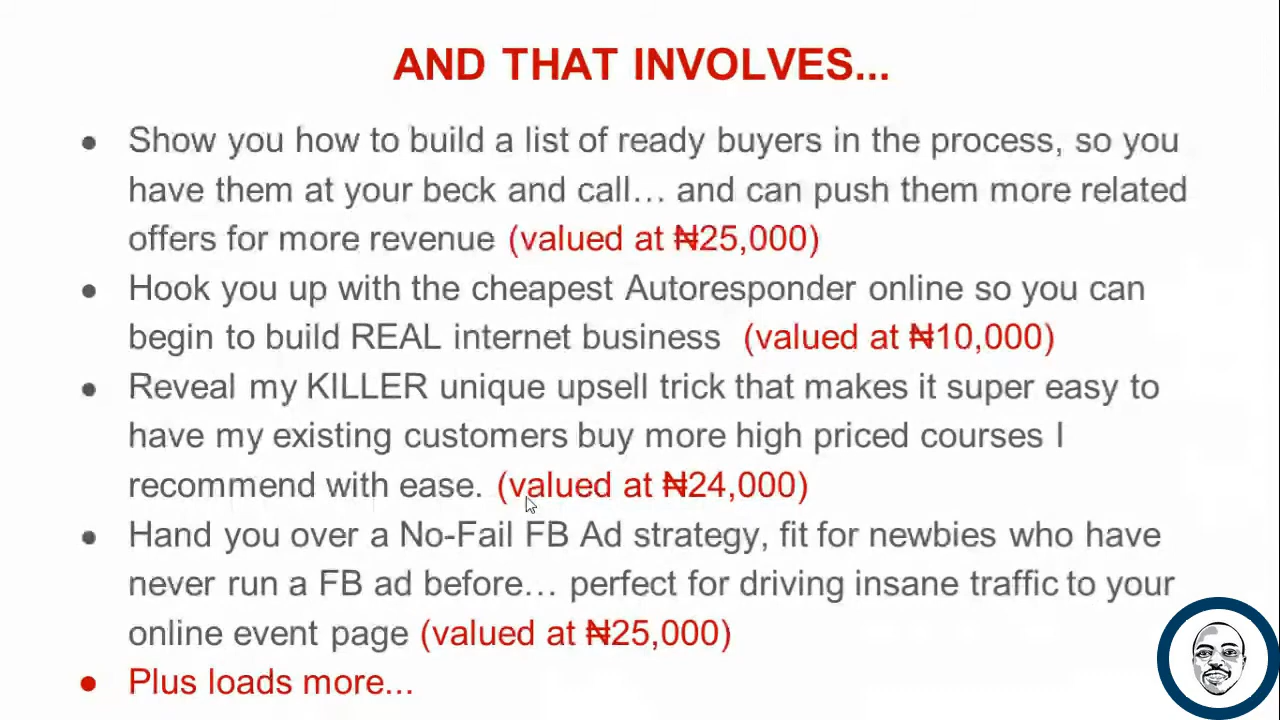 AND THAT INVOLVES...
● Show you how to build a list of ready buyers in the process, so you
have them at your beck and call… and can push them more related
offers for more revenue (valued at ₦25,000)
● Hook you up with the cheapest Autoresponder online so you can
begin to build REAL internet business (valued at ₦10,000)
● Reveal my KILLER unique upsell trick that makes it super easy to
have my existing customers buy more high priced courses I
recommend with ease. (valued at ₦24,000)
● Hand you over a No-Fail FB Ad strategy, fit for newbies who have
never run a FB ad before… perfect for driving insane traffic to your
online event page (valued at ₦25,000)
● Plus loads more...